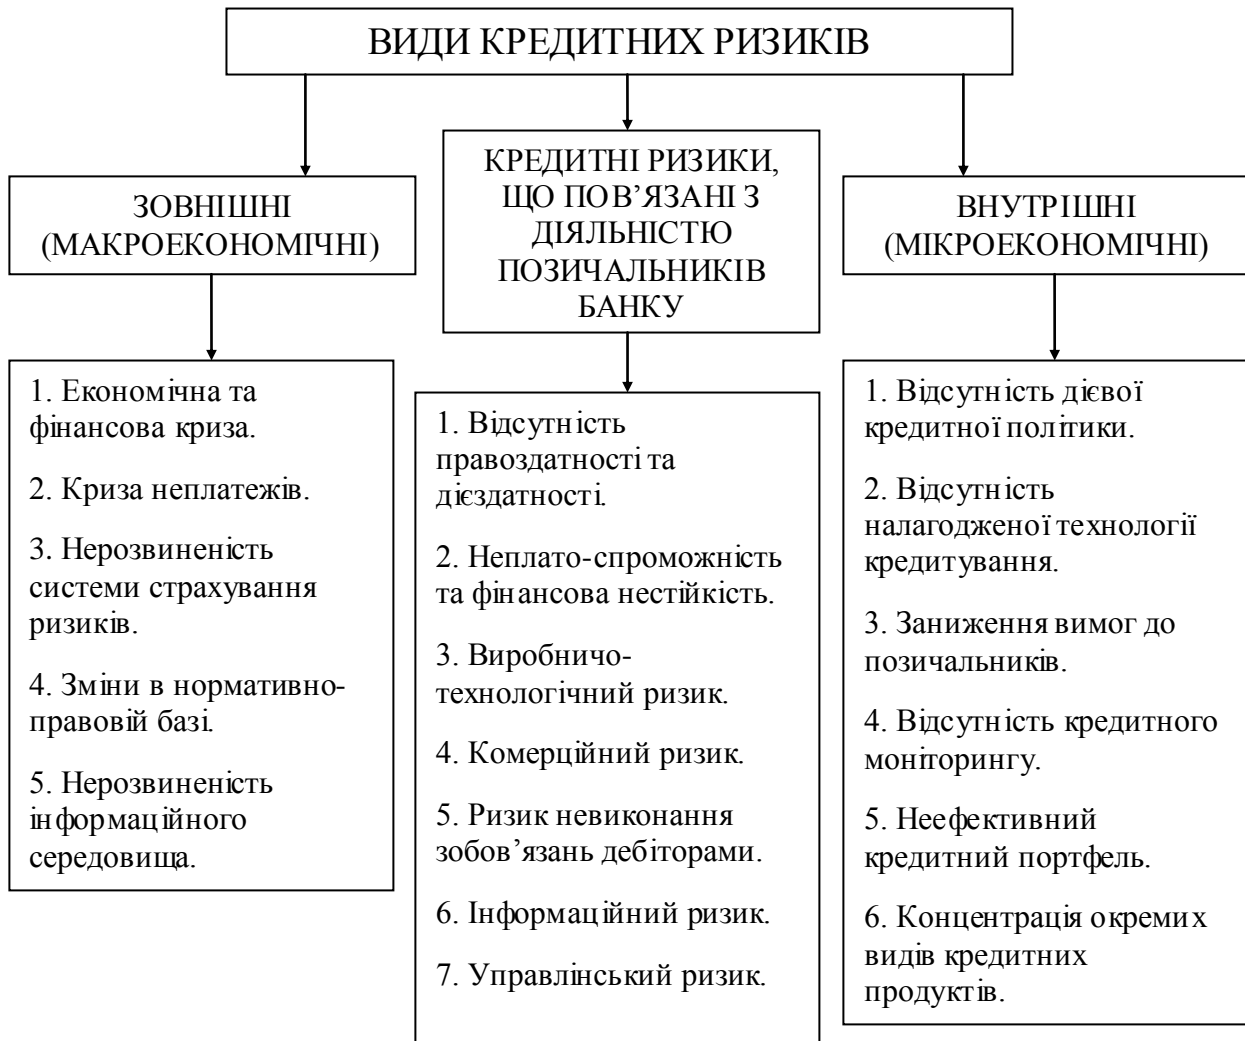 ВИДИ КРЕДИТНИХ РИЗИКІВ
ЗОВНІШНІ
(МАКРОЕКОНОМІЧНІ)
1. Економічна та
фінансова криза.
2. Криза неплатежів.
3. Нерозвиненість
системи страхування
ризиків.
4. Зміни в нормативно-
правовій базі.
5. Нерозвиненість
інформаційного
середовища.
КРЕДИТНІ РИЗИКИ,
ЩО ПОВ’ЯЗАНІ З
ДІЯЛЬНІСТЮ
ПОЗИЧАЛЬНИКІВ
БАНКУ
1. Відсутність
правоздатності та
дієздатності.
2. Неплато-спроможність
та фінансова нестійкість.
3. Виробничо-
технологічний ризик.
4. Комерційний ризик.
5. Ризик невиконання
зобов’язань дебіторами.
6. Інформаційний ризик.
7. Управлінський ризик.
ВНУТРІШНІ
(МІКРОЕКОНОМІЧНІ)
1. Відсутність дієвої
кредитної політики.
2. Відсутність
налагодженої технології
кредитування.
3. Заниження вимог до
позичальників.
4. Відсутність кредитного
моніторингу.
5. Неефективний
кредитний портфель.
6. Концентрація окремих
видів кредитних
продуктів.